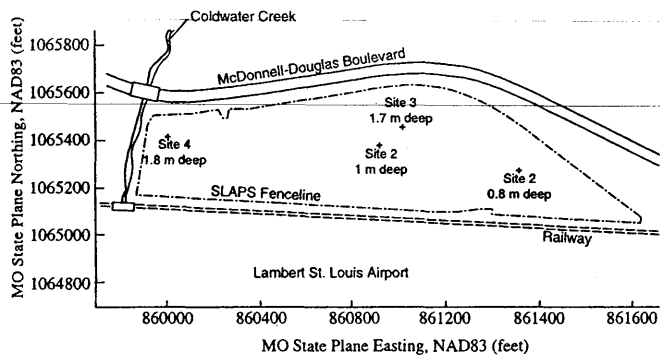 Coldwater Creek
MO State Plane Northing, NAD83 (feet)
1065800
1065600
1065400
1065200
1065000
1064800
McDonnell-Douglas Boulevard
Site 3
1.7 m deep
Site 4
1.8 m deep
Site 2
1 m deep
Site 2
0.8 m deep
SLAPS Fenceline
Railway
Lambert St. Louis Airport
860000
860400
860800
861200
861400
861600
MO State Plane Easting, NAD83 (feet)